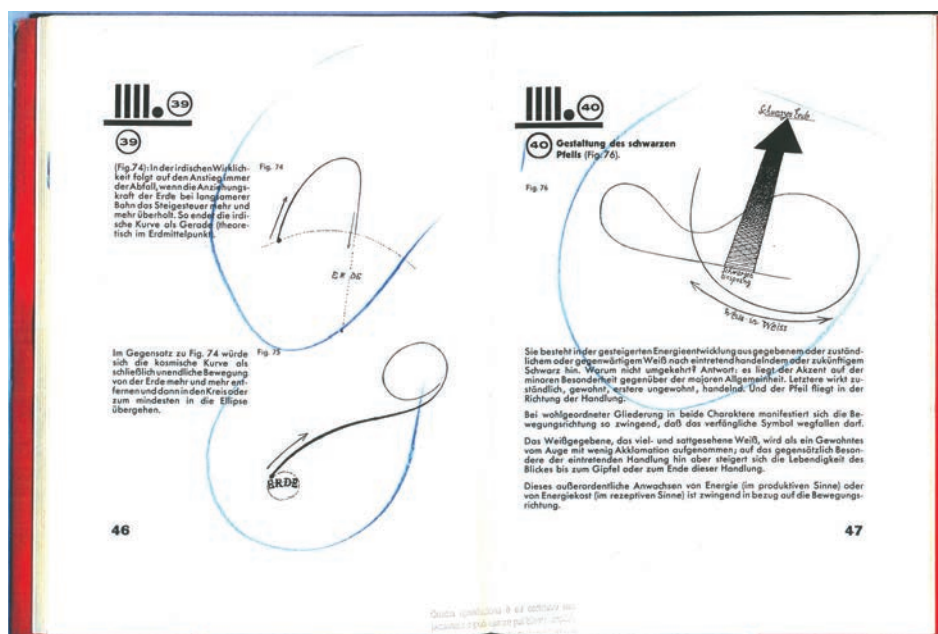 IIII. 39
39
(Fig. 74): In der irdischen Wirklich-
keit folgt auf den Anstieg immer
der Abfall, wenn die Anziehungs-
kraft der Erde bei langsamerer
Bahn das Steigesteuer mehr und
mehr überholt. So endet die irdi-
sche Kurve als Gerade (theore-
tisch im Erdmittelpunkt).
Fig. 74
ERDE
Im Gegensatz zu Fig. 74 würde
sich die kosmische Kurve als
schließlich unendliche Bewegung
von der Erde mehr und mehr ent-
fernen und dann in den Kreis oder
zum mindesten in die Ellipse
übergehen.
Fig. 75
ERDE
46
IIII. 40
40 Gestaltung des schwarzen
Pfeils (Fig. 76).
Fig. 76
Schwarzes Ende
Schwarzer
Ursprung
Weiss in Weiss
Sie besteht in der gesteigerten Energieentwicklung aus gegebenem oder zuständ-
lichem oder gegenwärtigem Weiß nach eintretend handelndem oder zukünftigem
Schwarz hin. Warum nicht umgekehrt? Antwort: es liegt der Akzent auf der
minoren Besonderheit gegenüber der majoren Allgemeinheit. Letztere wirkt zu-
ständlich, gewohnt, erstere ungewohnt, handelnd. Und der Pfeil fliegt in der
Richtung der Handlung.
Bei wohlgeordneter Gliederung in beide Charaktere manifestiert sich die Be-
wegungsrichtung so zwingend, daß das verfängliche Symbol wegfallen darf.
Das Weißgegebene, das viel- und sattgesehene Weiß, wird als ein Gewohntes
vom Auge mit wenig Akklamation aufgenommen; auf das gegensätzlich Beson-
dere der eintretenden Handlung hin aber steigert sich die Lebendigkeit des
Blickes bis zum Gipfel oder zum Ende dieser Handlung.
Dieses außerordentliche Anwachsen von Energie (im produktiven Sinne) oder
von Energiekost (im rezeptiven Sinne) ist zwingend in bezug auf die Bewegungs-
richtung.
47